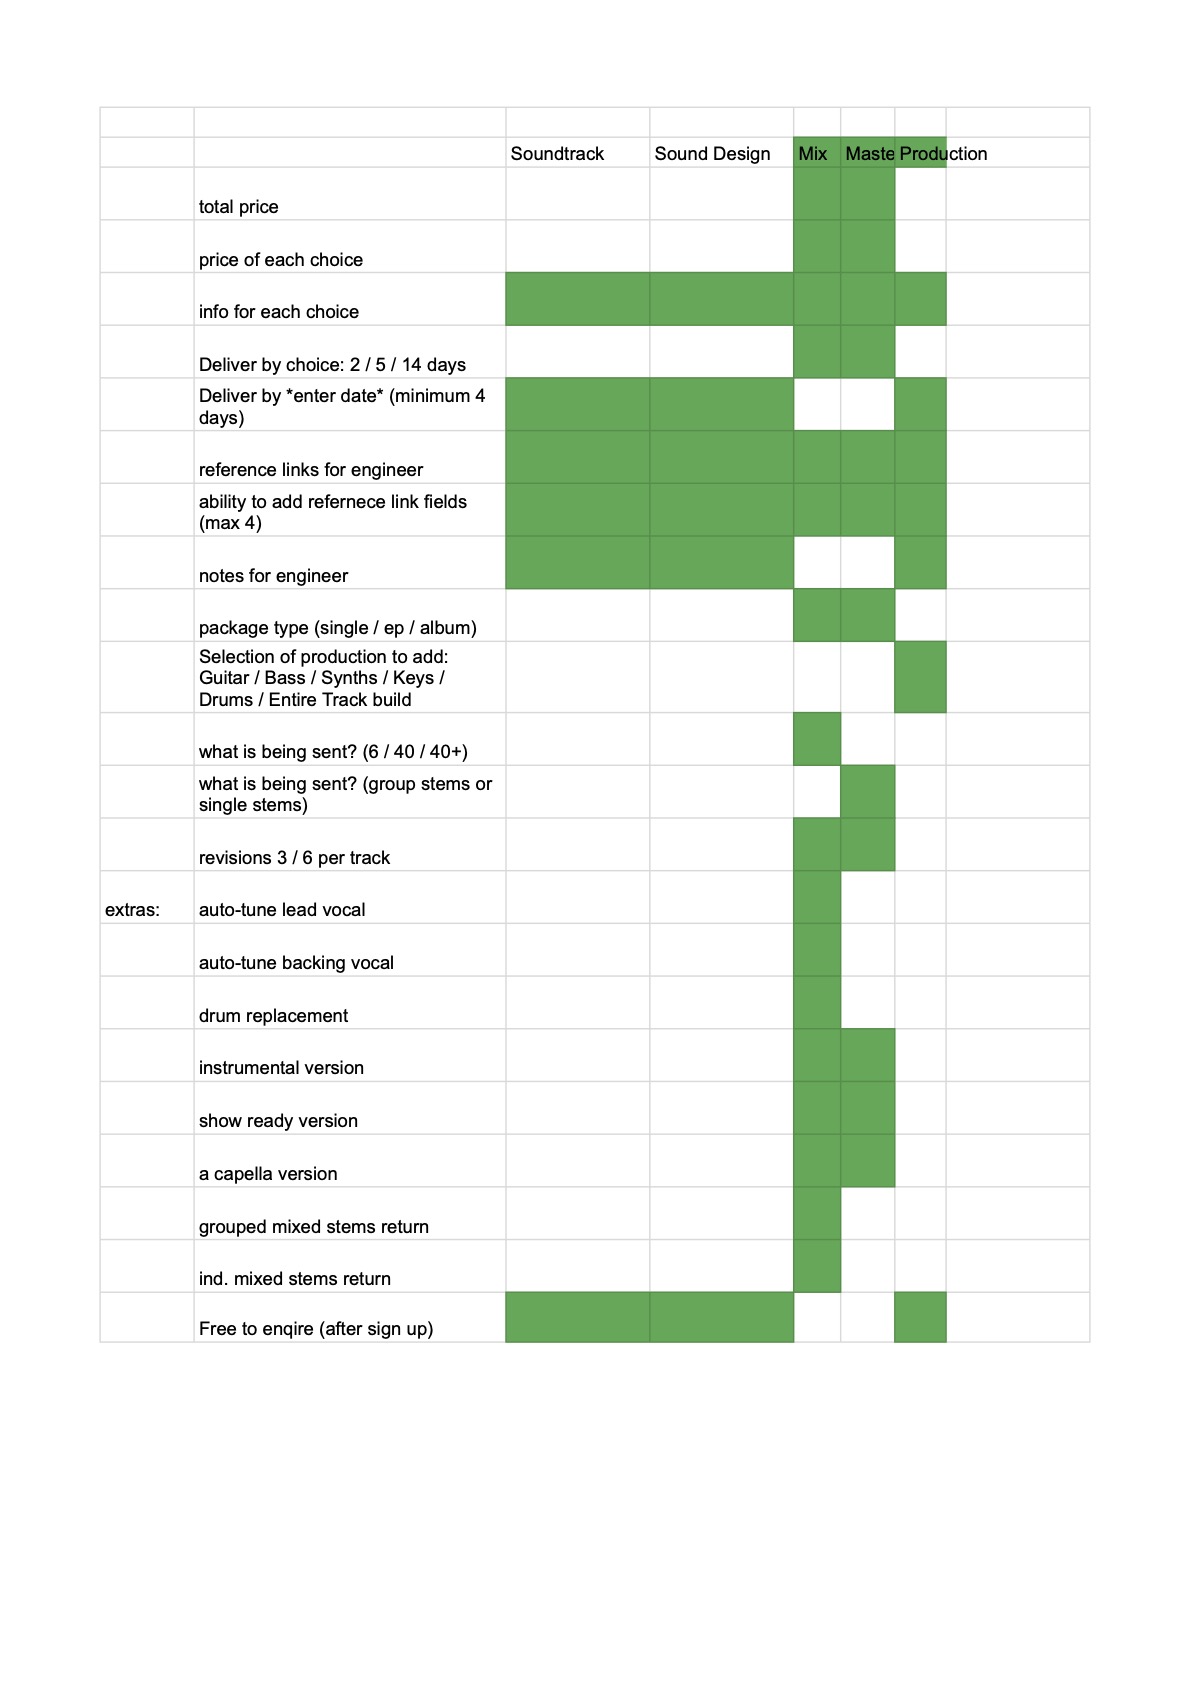 Soundtrack Sound Design Mix Maste Production
total price
price of each choice
info for each choice
Deliver by choice: 2 / 5 / 14 days
Deliver by *enter date* (minimum 4
days)
reference links for engineer
ability to add refernece link fields
(max 4)
notes for engineer
package type (single / ep / album)
Selection of production to add:
Guitar / Bass / Synths / Keys /
Drums / Entire Track build
what is being sent? (6 / 40 / 40+)
what is being sent? (group stems or
single stems)
revisions 3 / 6 per track
extras: auto-tune lead vocal
auto-tune backing vocal
drum replacement
instrumental version
show ready version
a capella version
grouped mixed stems return
ind. mixed stems return
Free to enqire (after sign up)